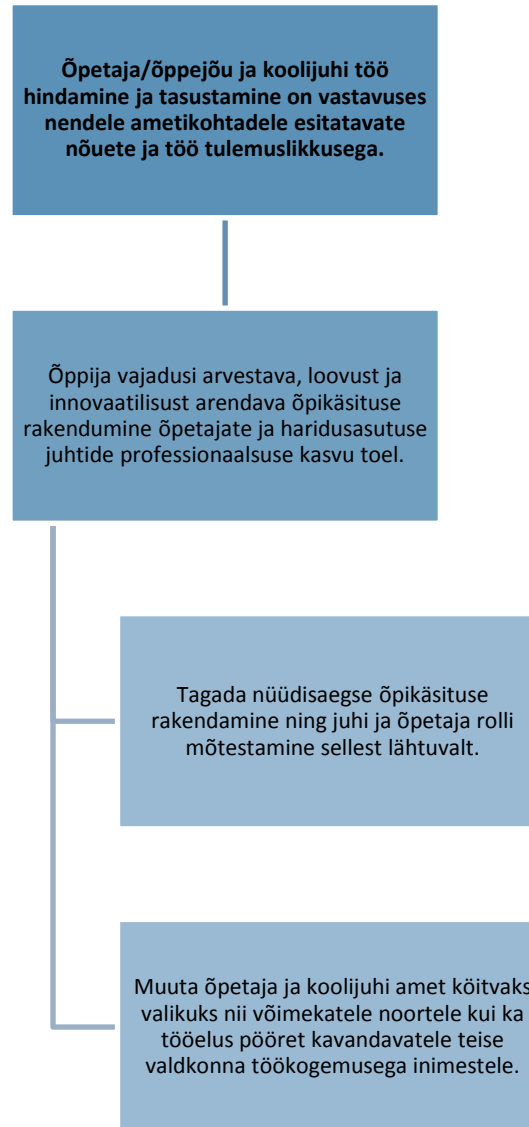 Õpetaja/õppejõu ja koolijuhi töö
hindamine ja tasustamine on vastavuses
nendele ametikohtadele esitatavate
nõuete ja töö tulemuslikkusega.
Õppija vajadusi arvestava, loovust ja
innovaatilisust arendava õpikäsituse
rakendumine õpetajate ja haridusasutuse
juhtide professionaalsuse kasvu toel.
Tagada nüüdisaegse õpikäsituse
rakendamine ning juhi ja õpetaja rolli
mõtestamine sellest lähtuvalt.
Muuta õpetaja ja koolijuhi amet köitvaks
valikuks nii võimekatele noortele kui ka
tööelus pööret kavandavatele teise
valdkonna töökogemusega inimestele.